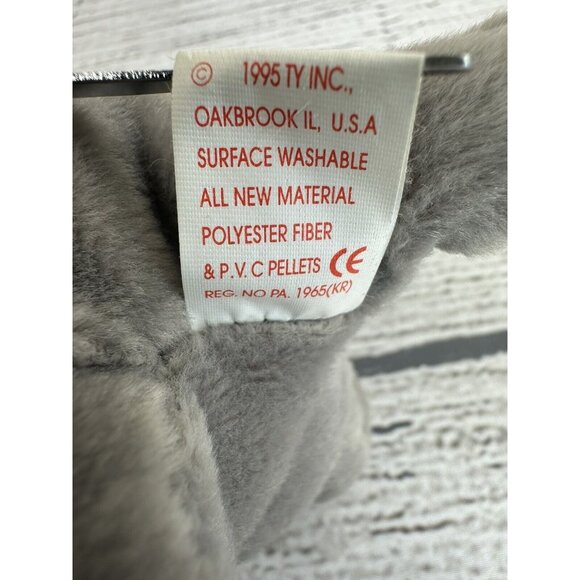 © 1995 TY INC.,
OAKBROOK IL, U.S.A
SURFACE WASHABLE
ALL NEW MATERIAL
POLYESTER FIBER
& P.V.C PELLETS CE
REG. NO PA. 1965(KR)